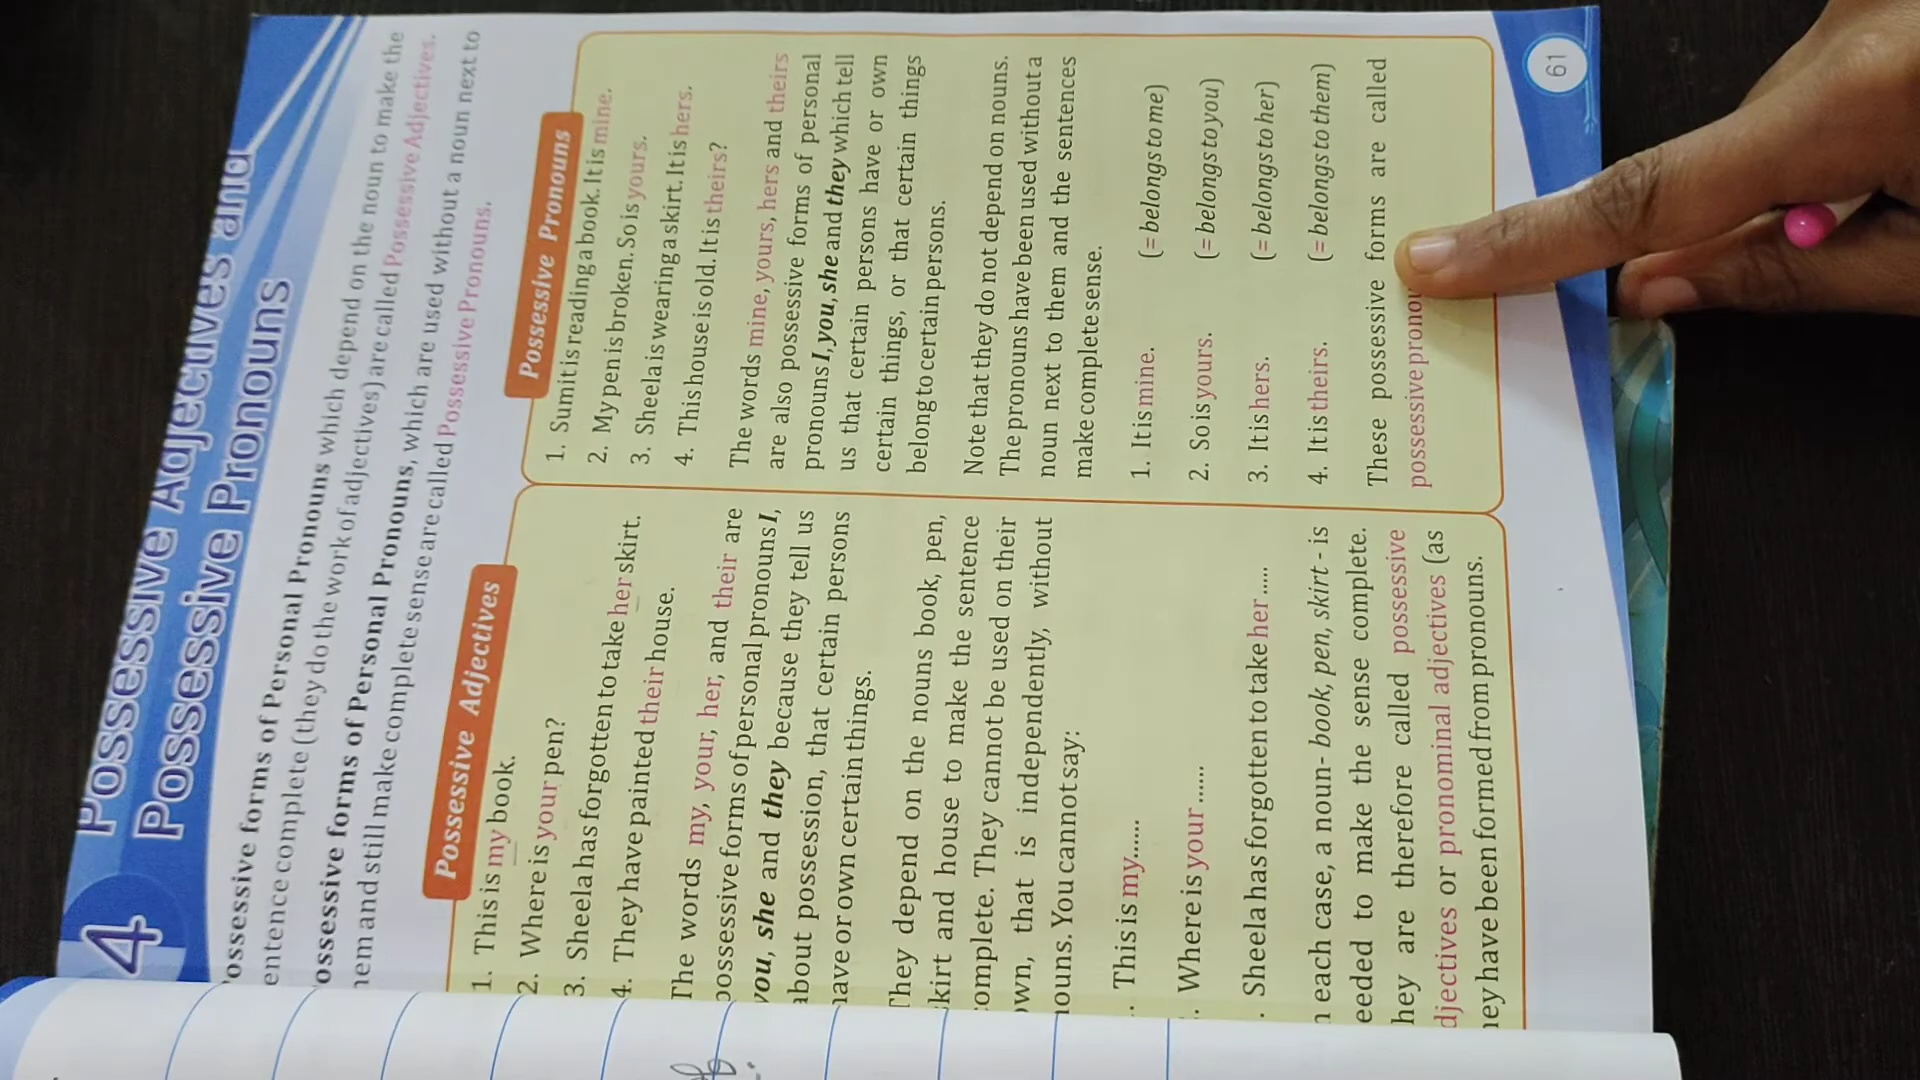 4
Possessive Adjectives and
Possessive Pronouns
ossessive forms of Personal Pronouns which depend on the noun to make the
entence complete (they do the work of adjectives) are called Possessive Adjectives.
ossessive forms of Personal Pronouns, which are used without a noun next to
hem and still make complete sense are called Possessive Pronouns.
Possessive Adjectives
1. This is my book.
2. Where is your pen?
3. Sheela has forgotten to take her skirt.
4. They have painted their house.
The words my, your, her, and their are
possessive forms of personal pronouns I,
you, she and they because they tell us
about possession, that certain persons
have or own certain things.
They depend on the nouns book, pen,
skirt and house to make the sentence
complete. They cannot be used on their
own, that is independently, without
nouns. You cannot say:
. This is my.....
. Where is your ......
. Sheela has forgotten to take her .....
n each case, a noun- book, pen, skirt - is
eeded to make the sense complete.
hey are therefore called possessive
djectives or pronominal adjectives (as
hey have been formed from pronouns.
Possessive Pronouns
1. Sumit is reading a book. It is mine.
2. My pen is broken. So is yours.
3. Sheela is wearing a skirt. It is hers.
4. This house is old. It is theirs?
The words mine, yours, hers and theirs
are also possessive forms of personal
pronouns I, you, she and they which tell
us that certain persons have or own
certain things, or that certain things
belong to certain persons.
Note that they do not depend on nouns.
The pronouns have been used without a
noun next to them and the sentences
make complete sense.
1. It is mine. (= belongs to me)
2. So is yours. (= belongs to you)
3. It is hers. (= belongs to her)
4. It is theirs. (= belongs to them)
These possessive forms are called
possessive pronou
61